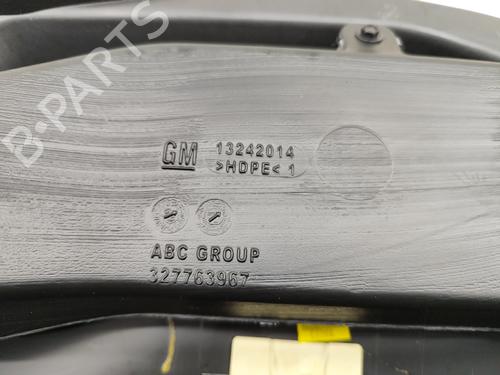 B-PARTS
GM 13242014
>HDPE< 1
ABC GROUP
327763967